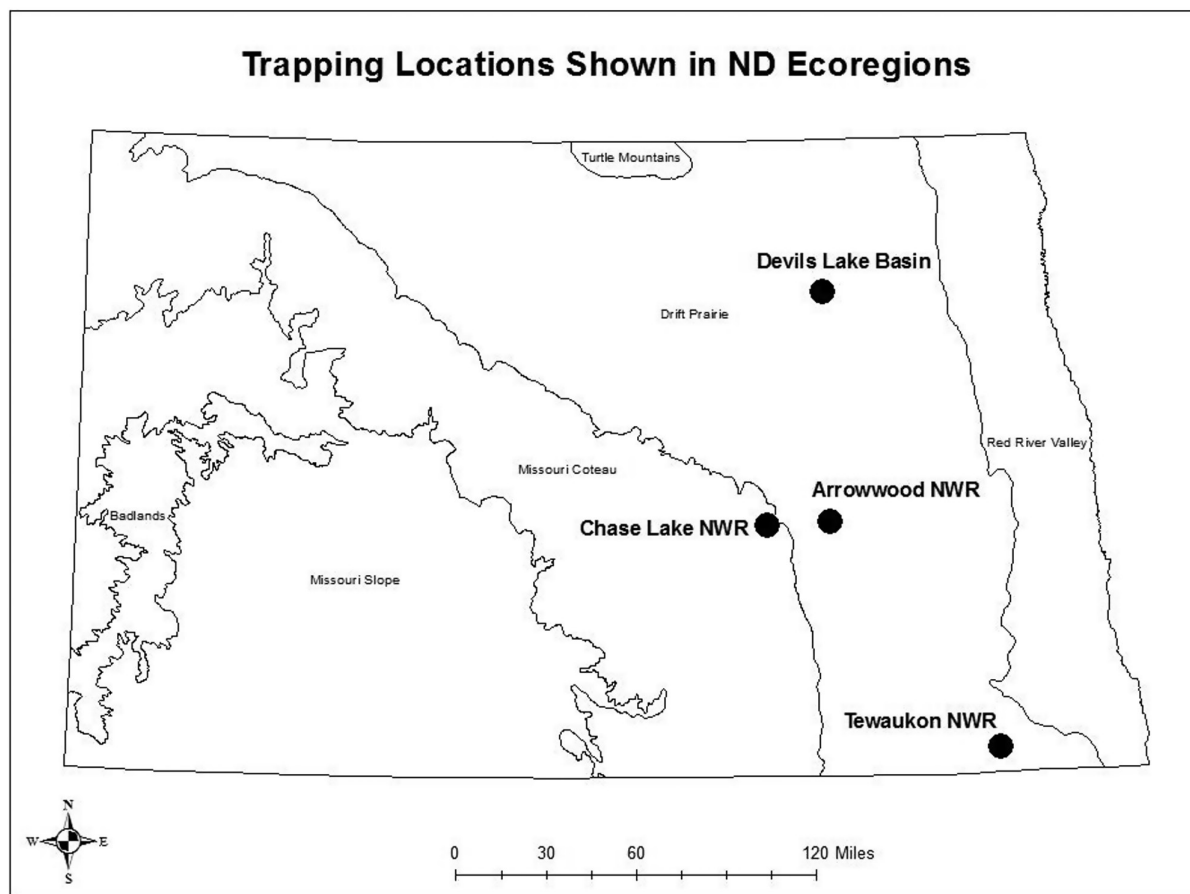 Trapping Locations Shown in ND Ecoregions
Turtle Mountains
Devils Lake Basin
Drift Prairie
Red River Valley
Missouri Coteau
Arrowwood NWR
Badlands
Chase Lake NWR
Missouri Slope
Tewaukon NWR
N
W E
S
0 30 60 120 Miles